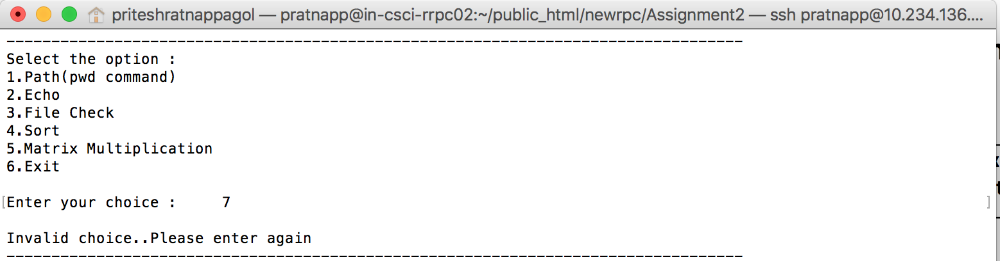 priteshratnappagol — pratnapp@in-csci-rrpc02:~/public_html/newrpc/Assignment2 — ssh pratnapp@10.234.136....
----------------------------------------------------------------------------------
Select the option :
1.Path(pwd command)
2.Echo
3.File Check
4.Sort
5.Matrix Multiplication
6.Exit
[Enter your choice :     7 ]
Invalid choice..Please enter again
----------------------------------------------------------------------------------